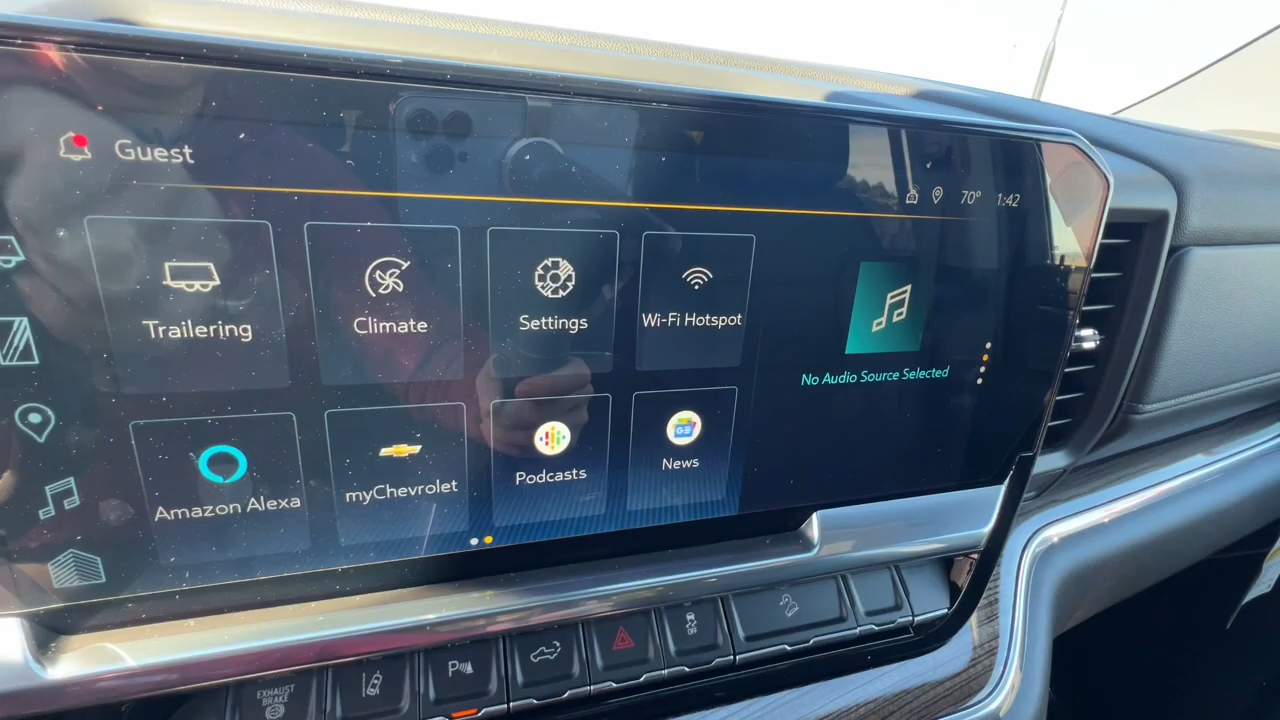 Guest
70° 1:42
Trailering
Climate
Settings
Wi-Fi Hotspot
No Audio Source Selected
Amazon Alexa
myChevrolet
Podcasts
News
EXHAUST
BRAKE
P
OFF